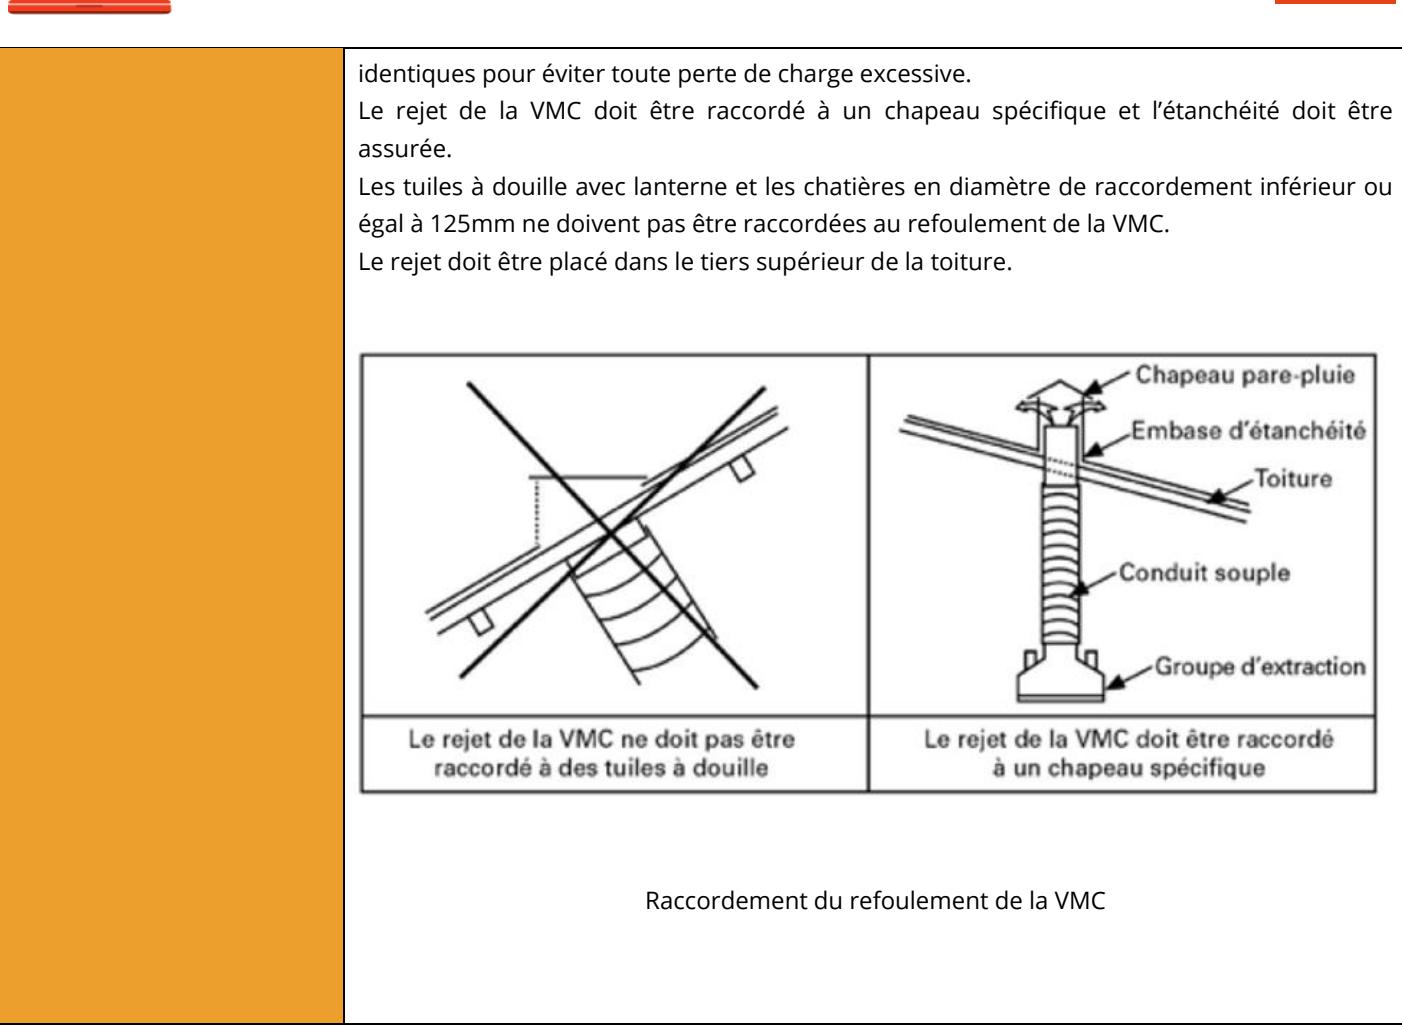 identiques pour éviter toute perte de charge excessive.
Le rejet de la VMC doit être raccordé à un chapeau spécifique et l’étanchéité doit être
assurée.
Les tuiles à douille avec lanterne et les chatières en diamètre de raccordement inférieur ou
égal à 125mm ne doivent pas être raccordées au refoulement de la VMC.
Le rejet doit être placé dans le tiers supérieur de la toiture.
Le rejet de la VMC ne doit pas être
raccordé à des tuiles à douille
Chapeau pare-pluie
Embase d’étanchéité
Toiture
Conduit souple
Groupe d’extraction
Le rejet de la VMC doit être raccordé
à un chapeau spécifique
Raccordement du refoulement de la VMC